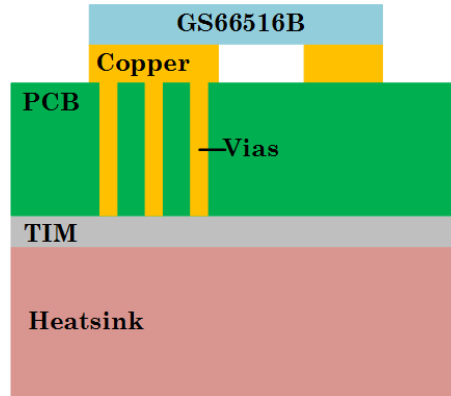 GS66516B
Copper
PCB
Vias
TIM
Heatsink